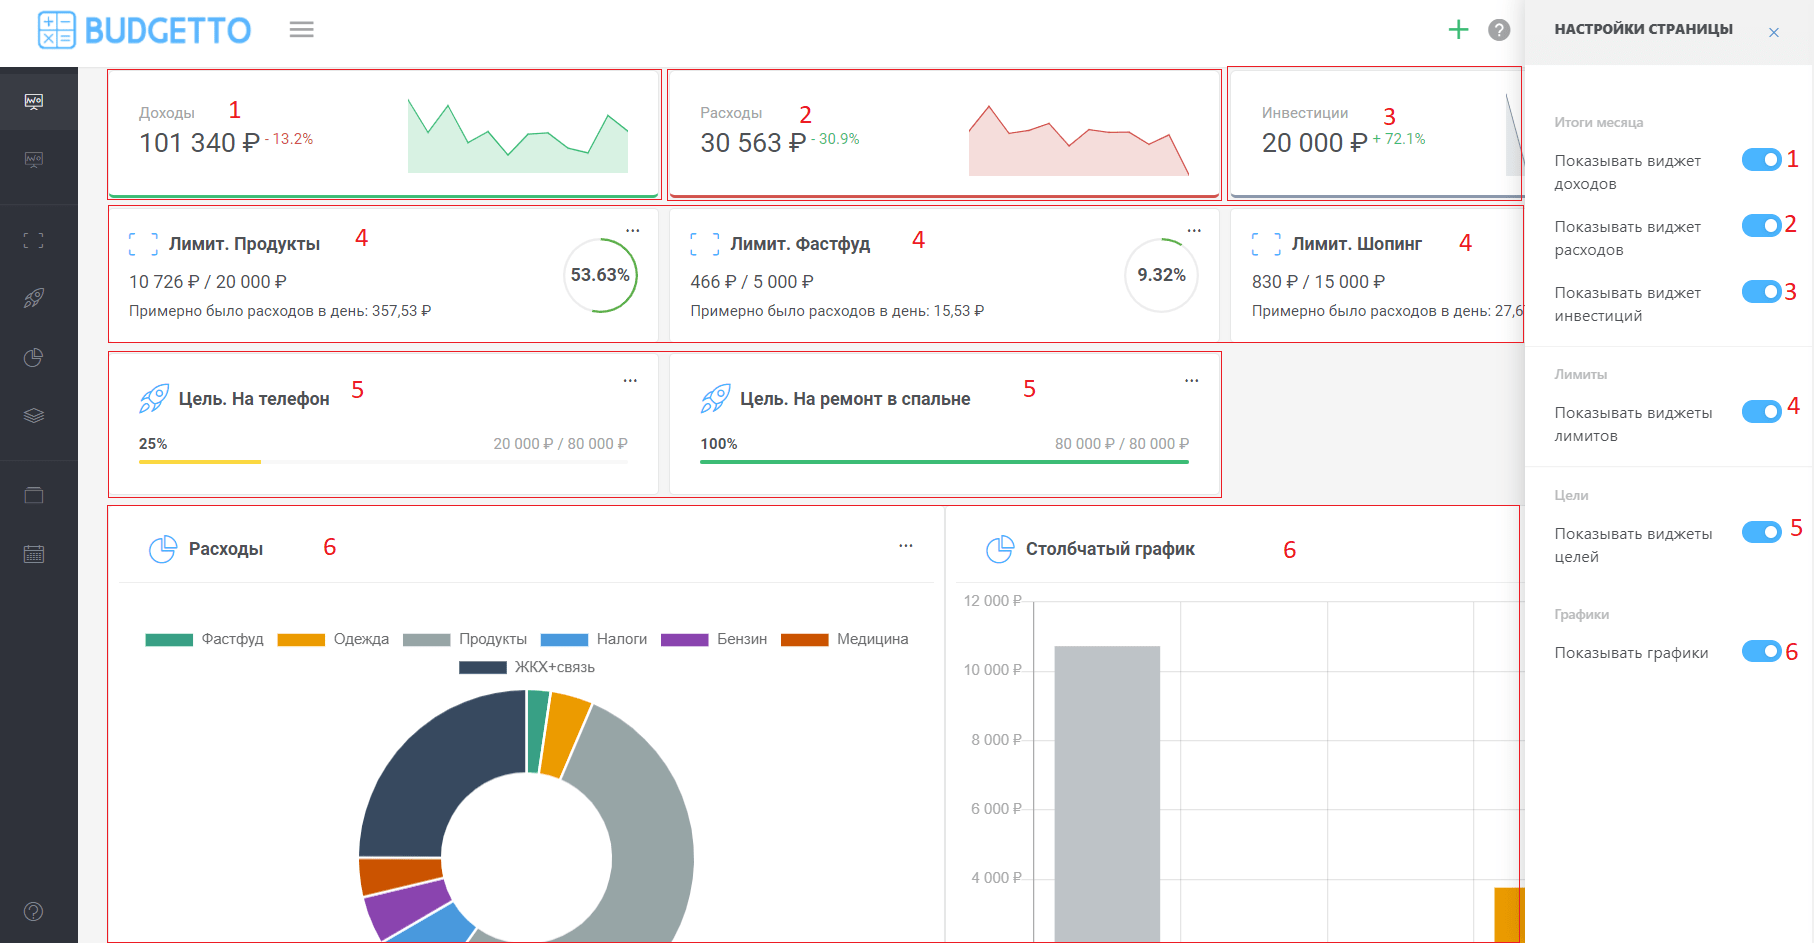 BUDGETTO
НАСТРОЙКИ СТРАНИЦЫ
Доходы 1
101 340 ₽ - 13.2%
Расходы 2
30 563 ₽ - 30.9%
Инвестиции 3
20 000 ₽ + 72.1%
Лимит. Продукты 4
10 726 ₽ / 20 000 ₽
Примерно было расходов в день: 357,53 ₽
53.63%
Лимит. Фастфуд 4
466 ₽ / 5 000 ₽
Примерно было расходов в день: 15,53 ₽
9.32%
Лимит. Шопинг 4
830 ₽ / 15 000 ₽
Примерно было расходов в день: 27,6
Цель. На телефон 5
25% 20 000 ₽ / 80 000 ₽
Цель. На ремонт в спальне 5
100% 80 000 ₽ / 80 000 ₽
Расходы 6
Фастфуд Одежда Продукты Налоги Бензин Медицина
ЖКХ+связь
Столбчатый график 6
12 000 ₽
10 000 ₽
8 000 ₽
6 000 ₽
4 000 ₽
Итоги месяца
Показывать виджет 1
доходов
Показывать виджет 2
расходов
Показывать виджет 3
инвестиций
Лимиты
Показывать виджеты 4
лимитов
Цели
Показывать виджеты 5
целей
Графики
Показывать графики 6